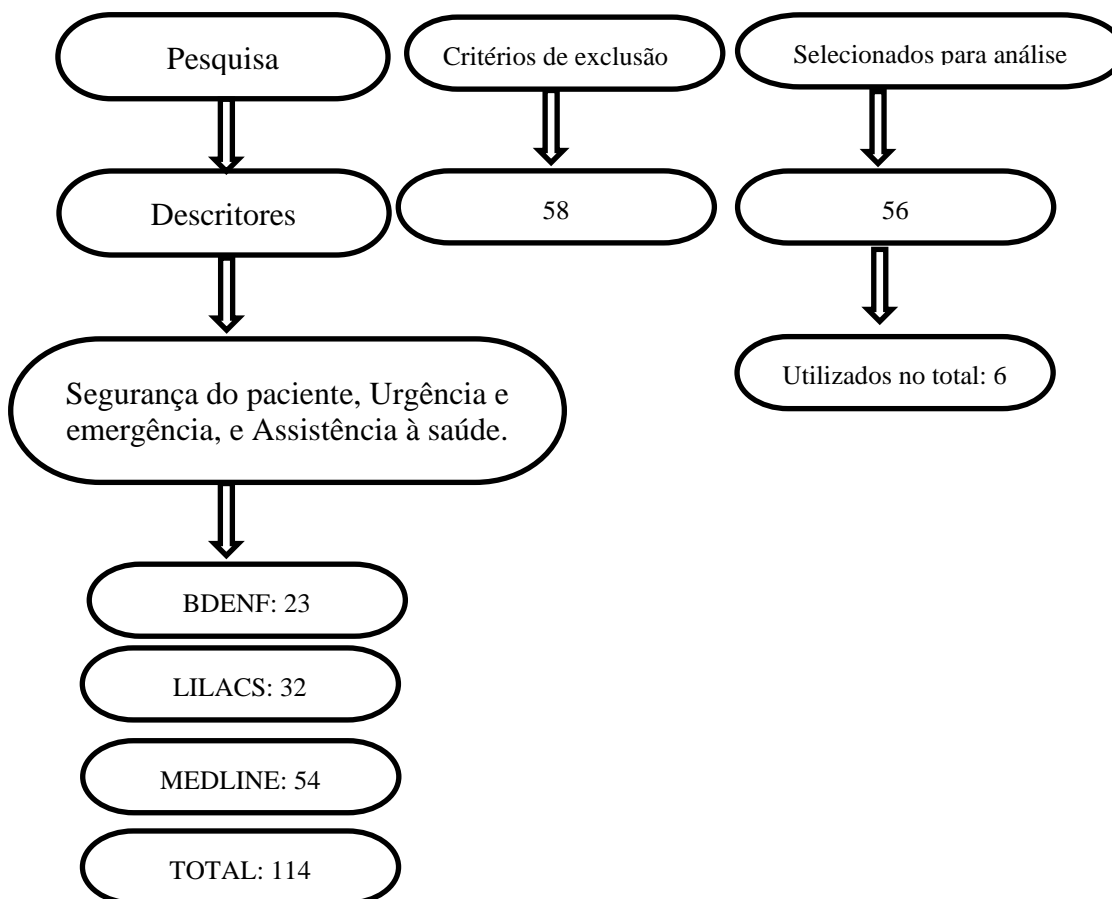 Pesquisa
Critérios de exclusão
Selecionados para análise
Descritores
58
56
Segurança do paciente, Urgência e
emergência, e Assistência à saúde.
Utilizados no total: 6
BDENF: 23
LILACS: 32
MEDLINE: 54
TOTAL: 114